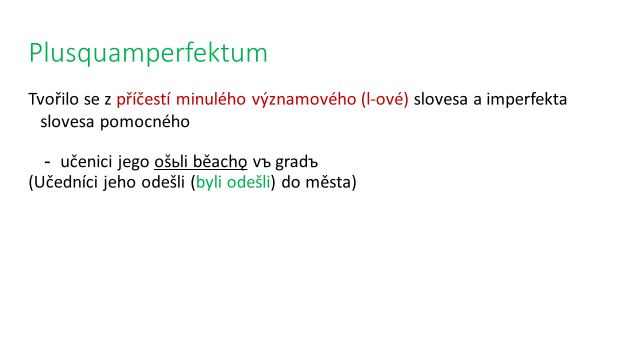 Plusquamperfektum
Tvořilo se z příčestí minulého významového (l-ové) slovesa a imperfekta
slovesa pomocného
- učenici jego ošьli běachǫ vъ gradъ
(Učedníci jeho odešli (byli odešli) do města)